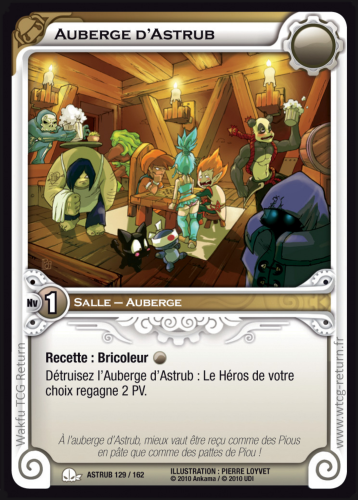 AUBERGE D'ASTRUB
Nv 1
SALLE – AUBERGE
Recette : Bricoleur
Détruisez l'Auberge d'Astrub : Le Héros de votre
choix regagne 2 PV.
À l'auberge d'Astrub, mieux vaut être reçu comme des Pious
en pâte que comme des pattes de Piou !
ILLUSTRATION : PIERRE LOYVET
ASTRUB 129 / 162
© 2010 Ankama / © 2010 UDI
Wakfu TCG Return
www.wtcg-return.fr